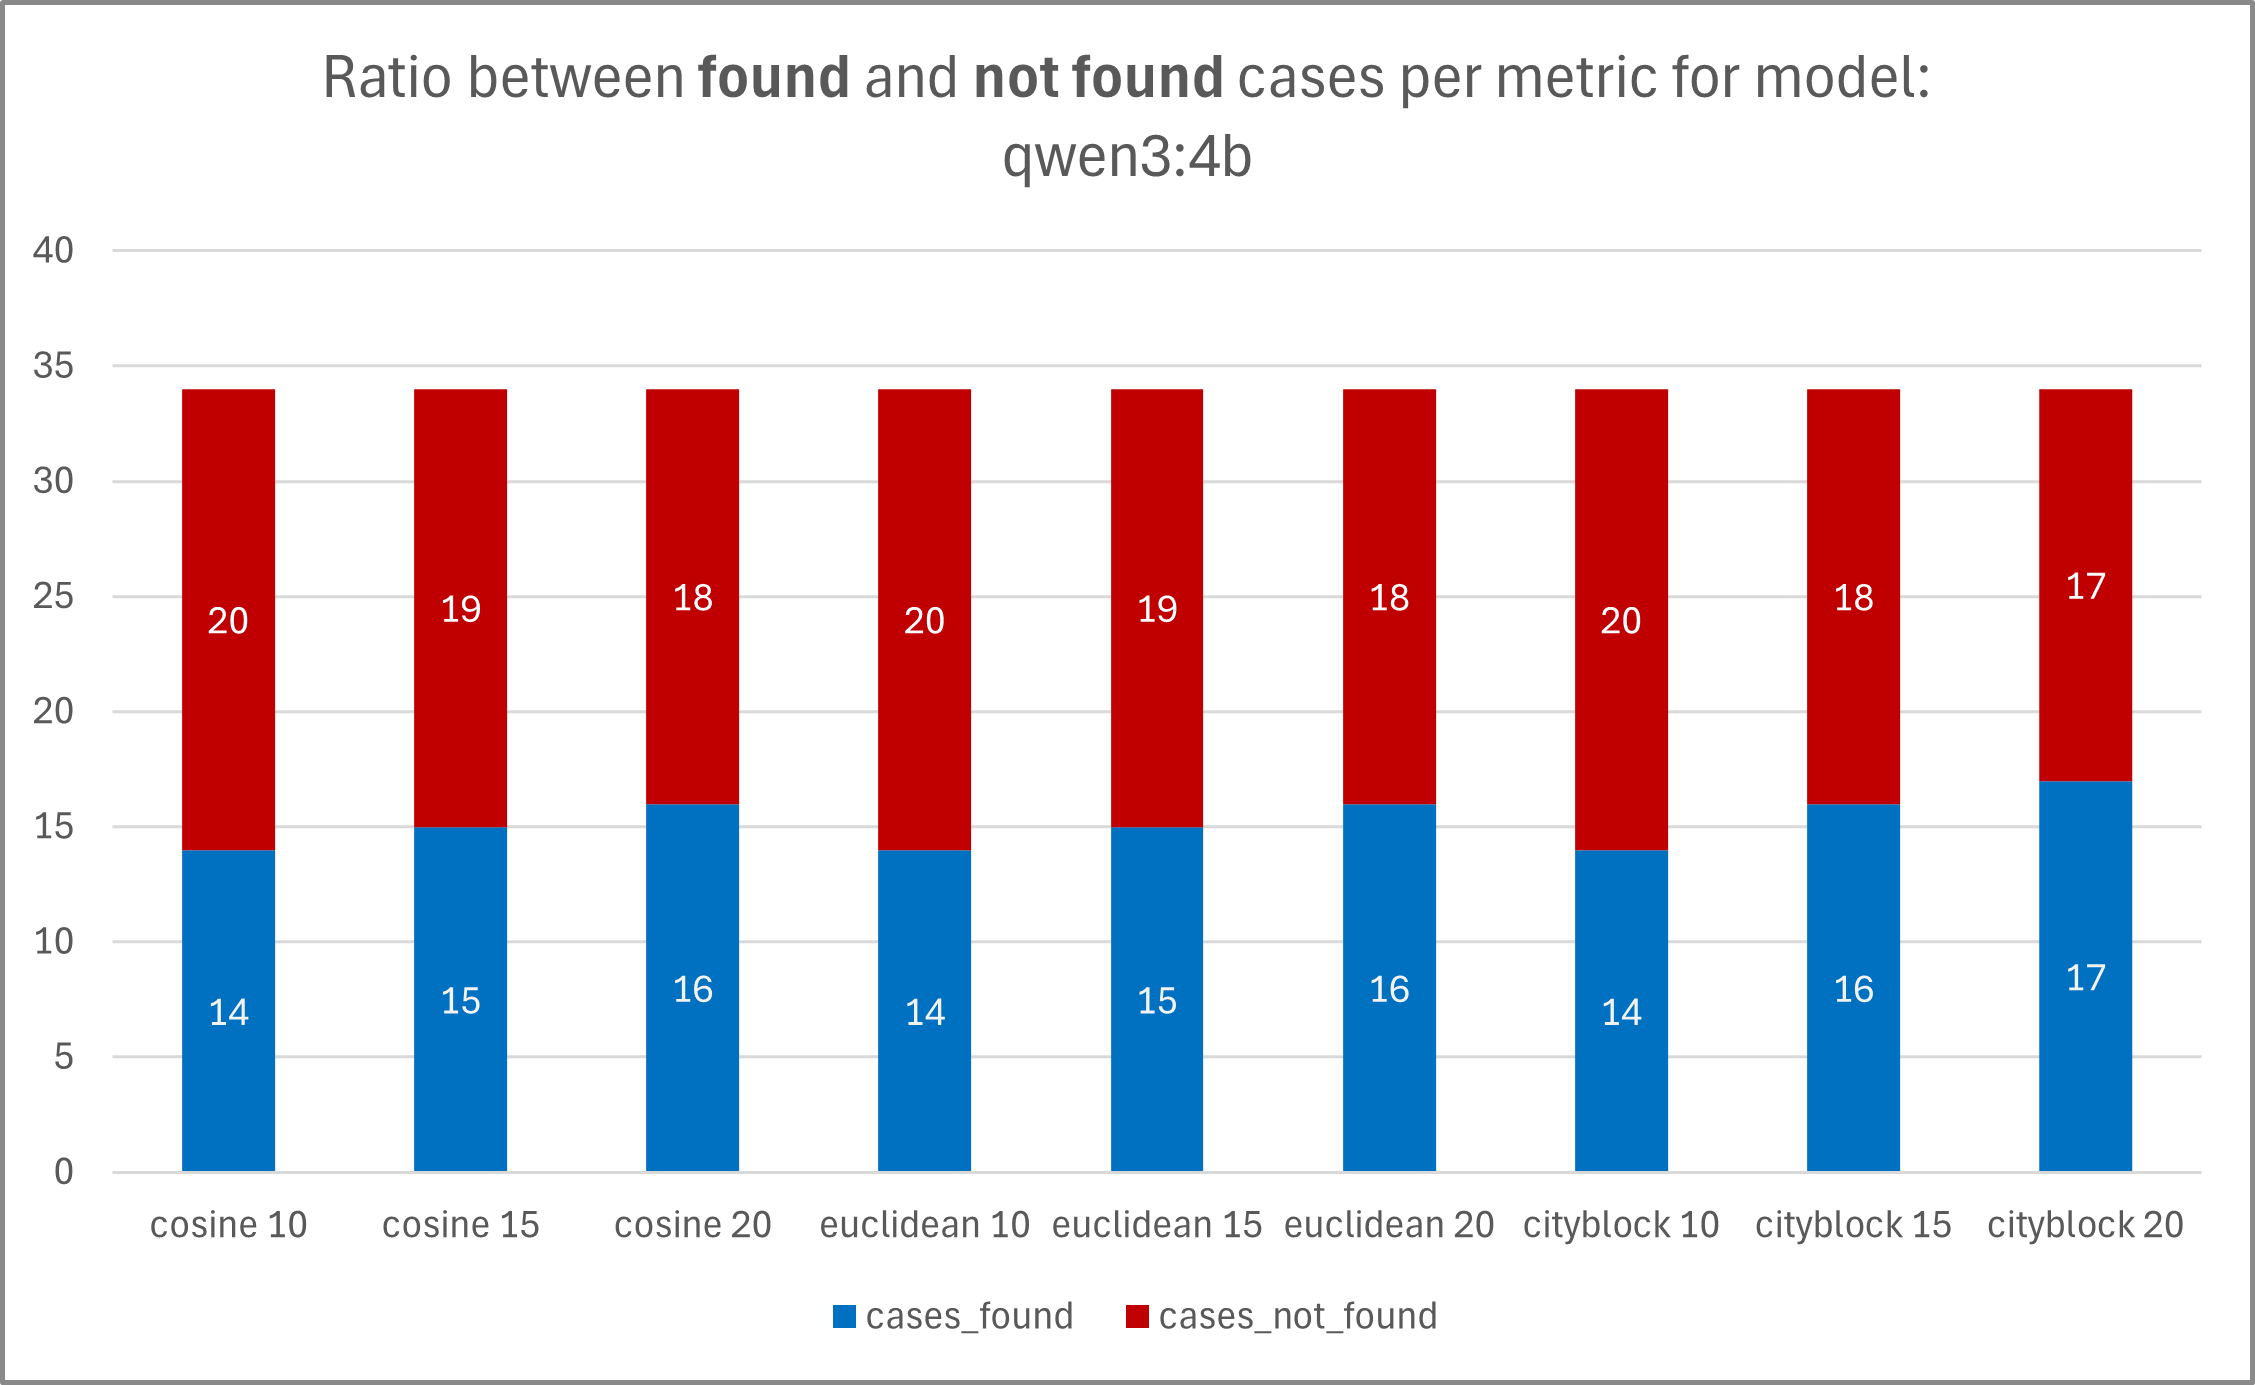 Ratio between found and not found cases per metric for model:
qwen3:4b
40
35
30
25
20
15
10
5
0
20
19
18
20
19
18
20
18
17
14
15
16
14
15
16
14
16
17
cosine 10
cosine 15
cosine 20
euclidean 10
euclidean 15
euclidean 20
cityblock 10
cityblock 15
cityblock 20
cases_found
cases_not_found